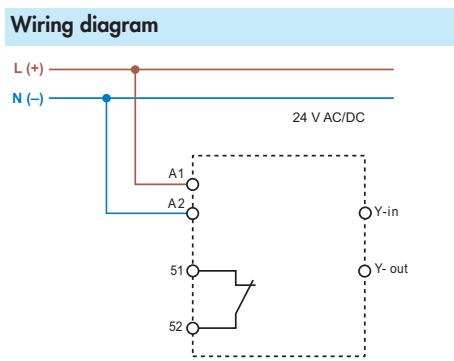 Wiring diagram
L (+)
N (–)
24 V AC/DC
A1
A2
Y-in
51
Y- out
52